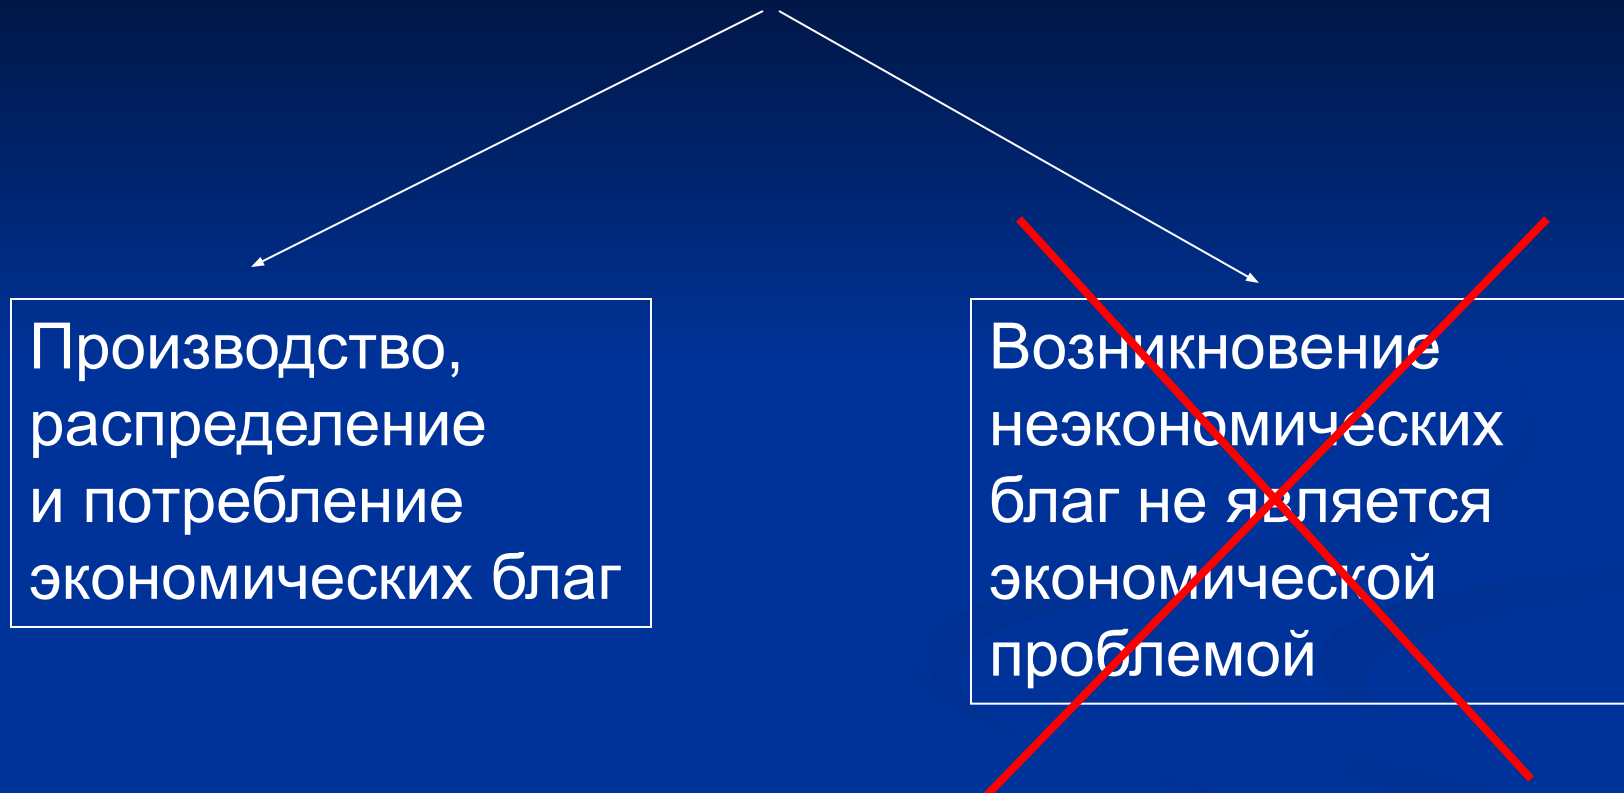 Производство,
распределение
и потребление
экономических благ
Возникновение
неэкономических
благ не является
экономической
проблемой